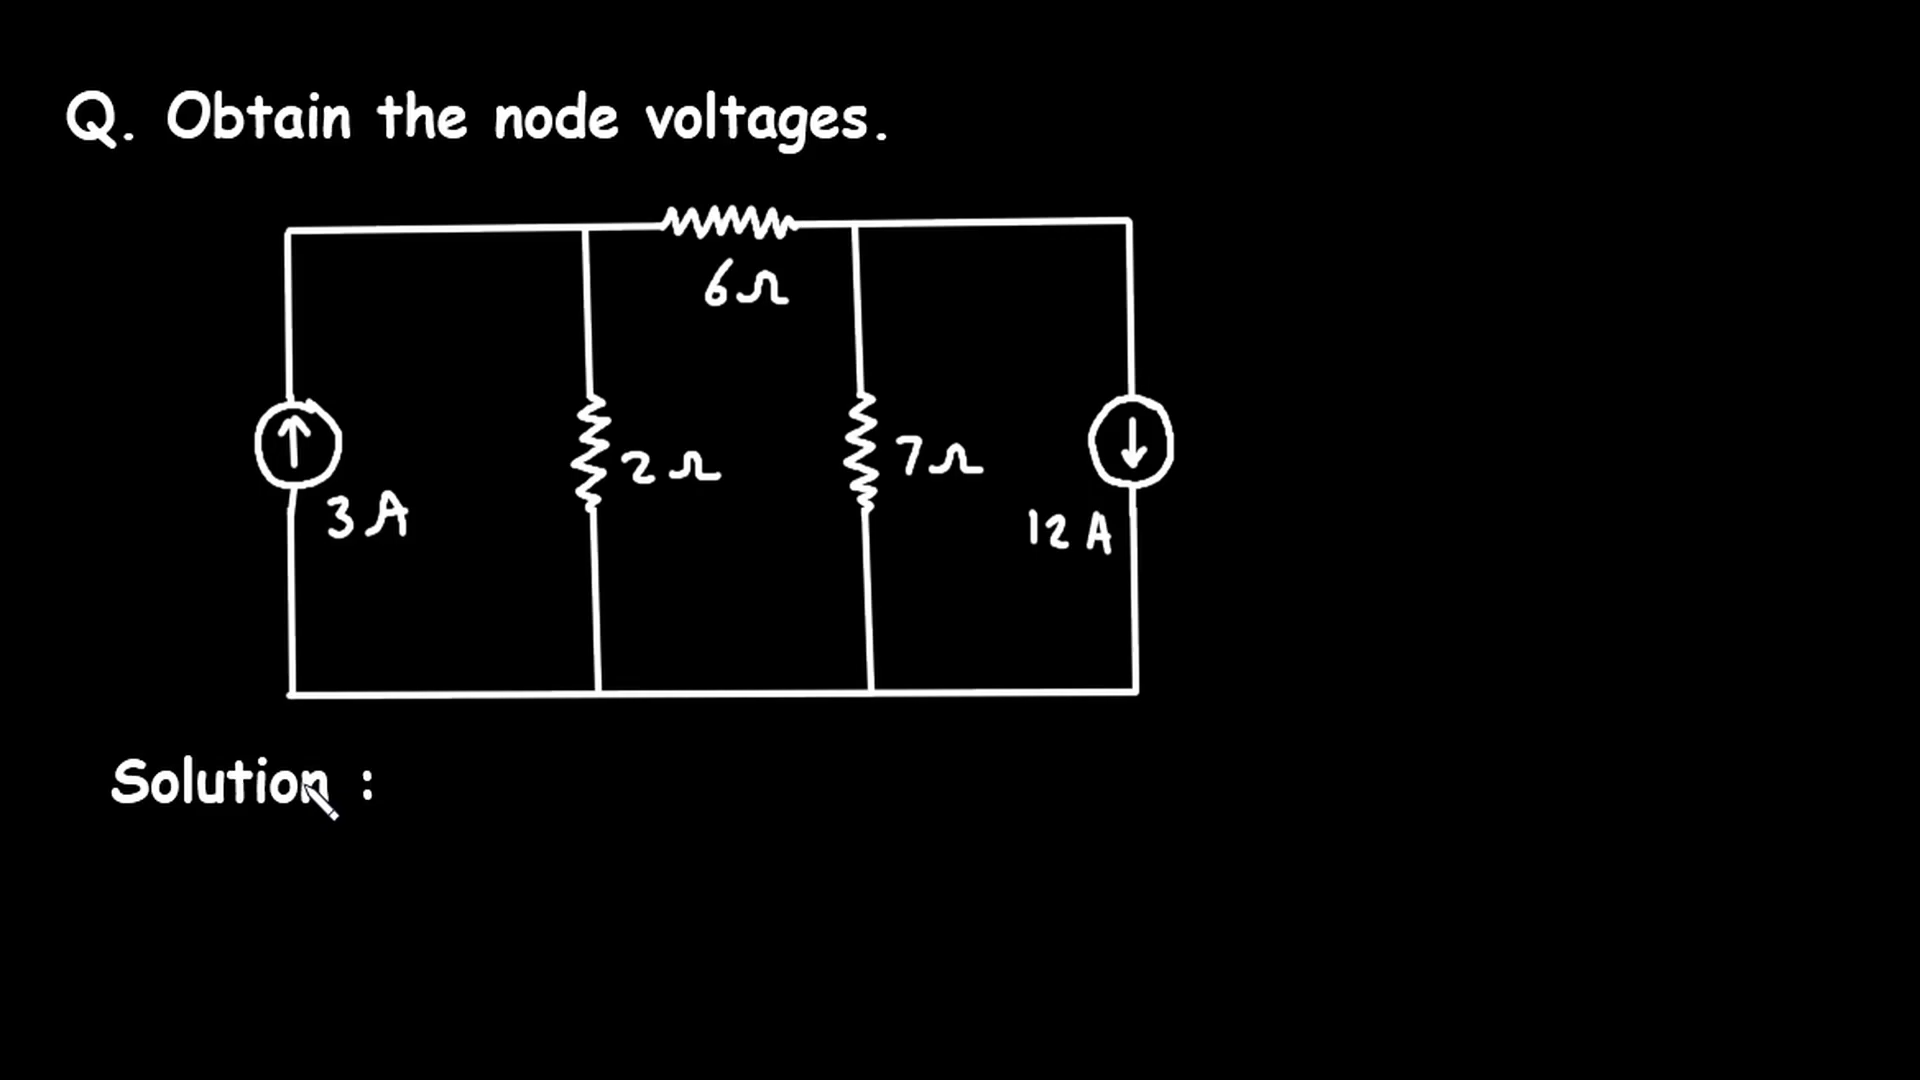 Q. Obtain the node voltages.
6Ω
2Ω
7Ω
3A
12A
Solution :